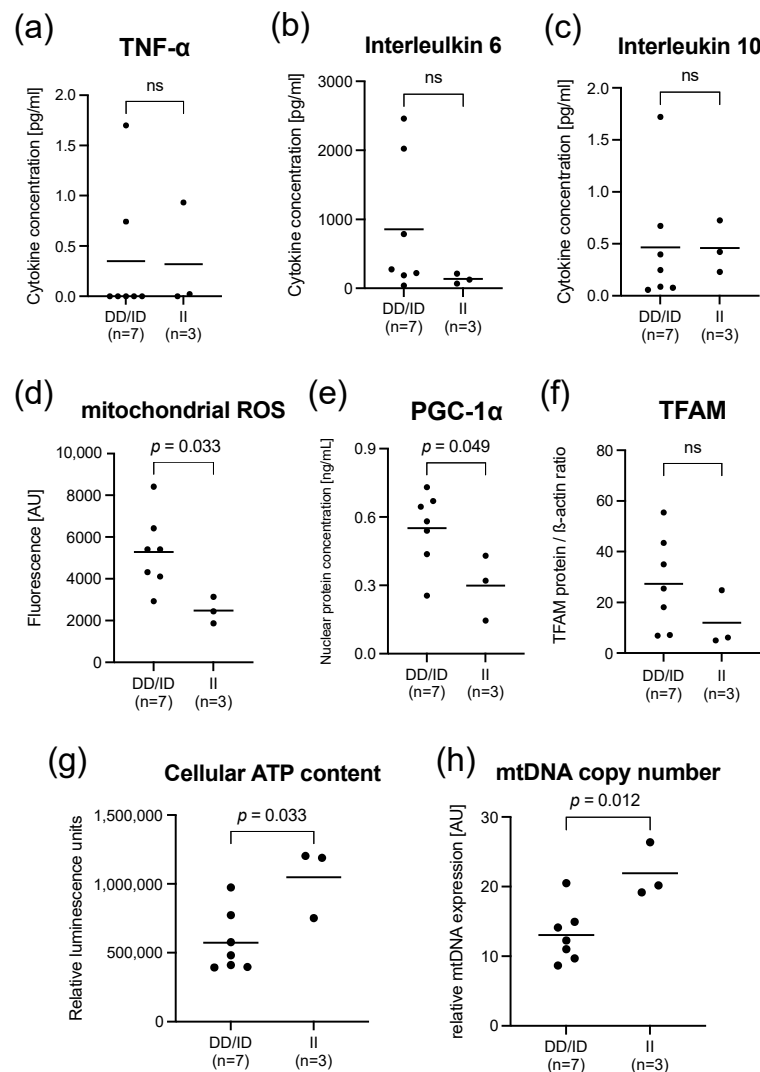 (a)
TNF-α
Cytokine concentration [pg/ml]
2.0
1.5
1.0
0.5
0.0
ns
DD/ID
(n=7)
II
(n=3)
(b)
Interleulkin 6
Cytokine concentration [pg/ml]
3000
2000
1000
0
ns
DD/ID
(n=7)
II
(n=3)
(c)
Interleukin 10
Cytokine concentration [pg/ml]
2.0
1.5
1.0
0.5
0.0
ns
DD/ID
(n=7)
II
(n=3)
(d)
mitochondrial ROS
Fluorescence [AU]
10,000
8000
6000
4000
2000
0
p = 0.033
DD/ID
(n=7)
II
(n=3)
(e)
PGC-1α
Nuclear protein concentration [ng/mL]
0.9
0.6
0.3
0.0
p = 0.049
DD/ID
(n=7)
II
(n=3)
(f)
TFAM
TFAM protein / ß-actin ratio
80
60
40
20
0
ns
DD/ID
(n=7)
II
(n=3)
(g)
Cellular ATP content
Relative luminescence units
1,500,000
1,000,000
500,000
0
p = 0.033
DD/ID
(n=7)
II
(n=3)
(h)
mtDNA copy number
relative mtDNA expression [AU]
30
20
10
0
p = 0.012
DD/ID
(n=7)
II
(n=3)